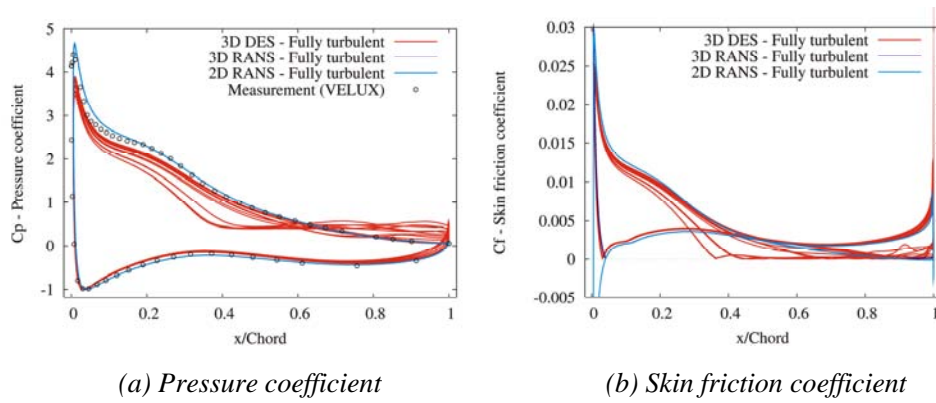 5
4
3
2
1
0
-1
0
0.2
0.4
0.6
0.8
1
Cp - Pressure coefficient
x/Chord
3D DES - Fully turbulent
3D RANS - Fully turbulent
2D RANS - Fully turbulent
Measurement (VELUX)
(a) Pressure coefficient
0.03
0.025
0.02
0.015
0.01
0.005
0
-0.005
0
0.2
0.4
0.6
0.8
1
Cf - Skin friction coefficient
x/Chord
3D DES - Fully turbulent
3D RANS - Fully turbulent
2D RANS - Fully turbulent
(b) Skin friction coefficient